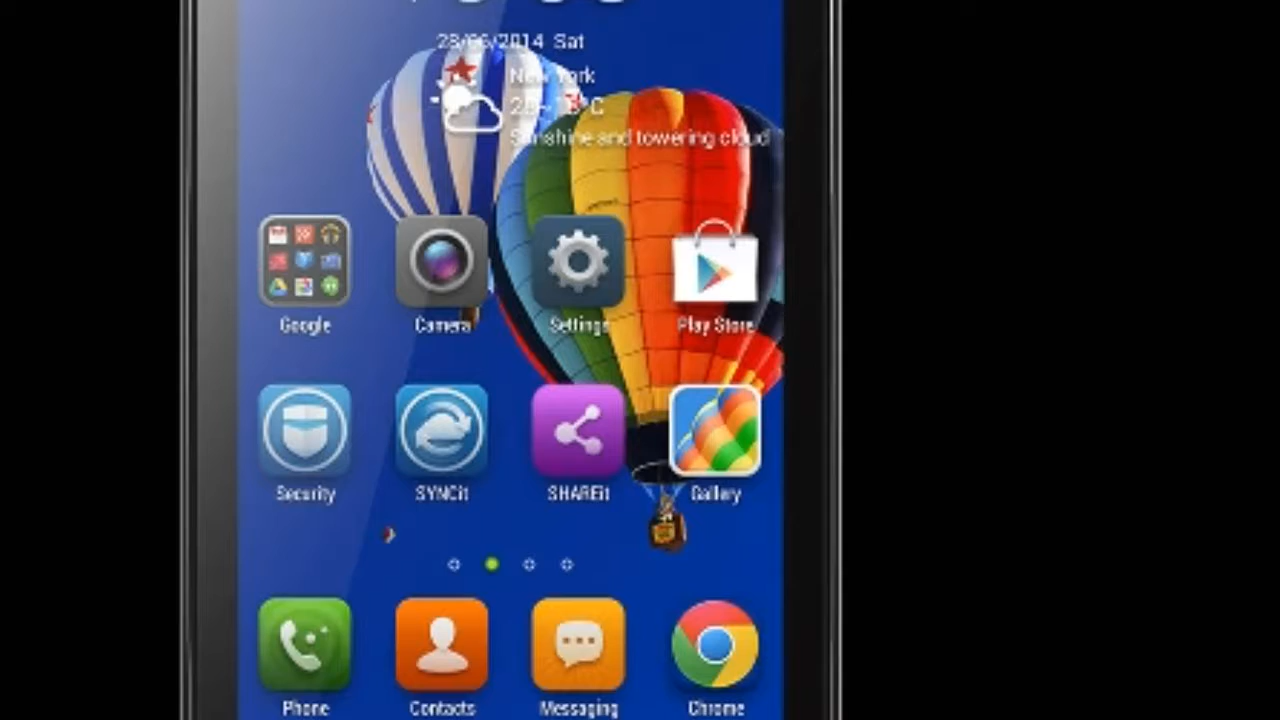 28/06/2014 Sat
New York
Sunshine and towering cloud
Google
Camera
Settings
Play Store
Security
SYNCit
SHAREit
Gallery
Phone
Contacts
Messaging
Chrome